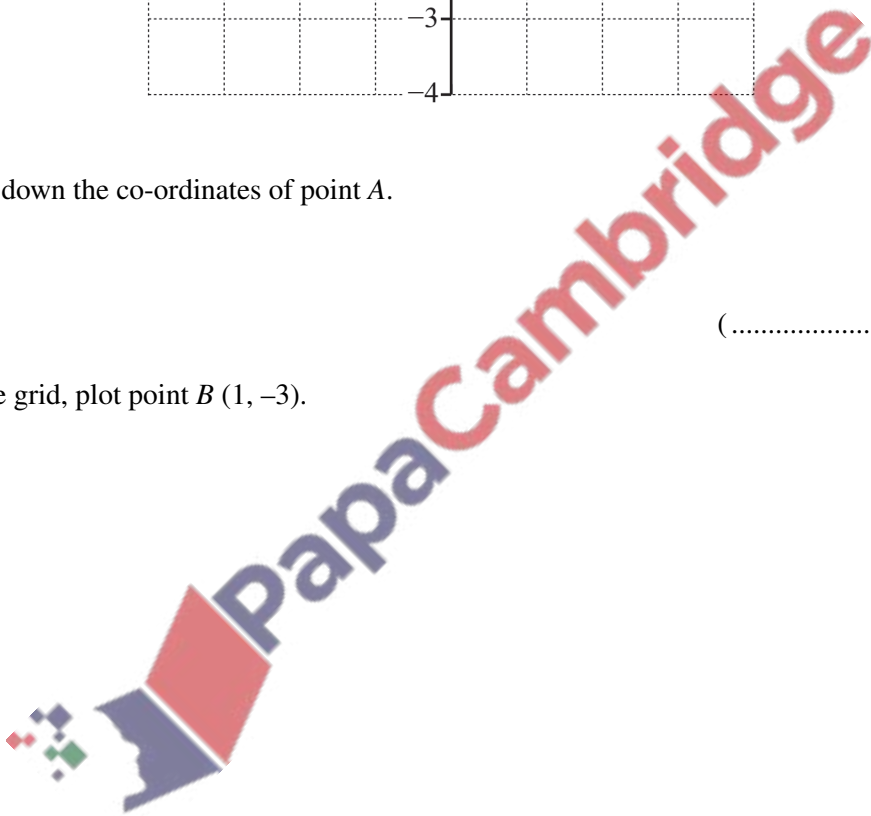 −3
−4
down the co-ordinates of point A.
( ...................
e grid, plot point B (1, –3).
PapaCambridge